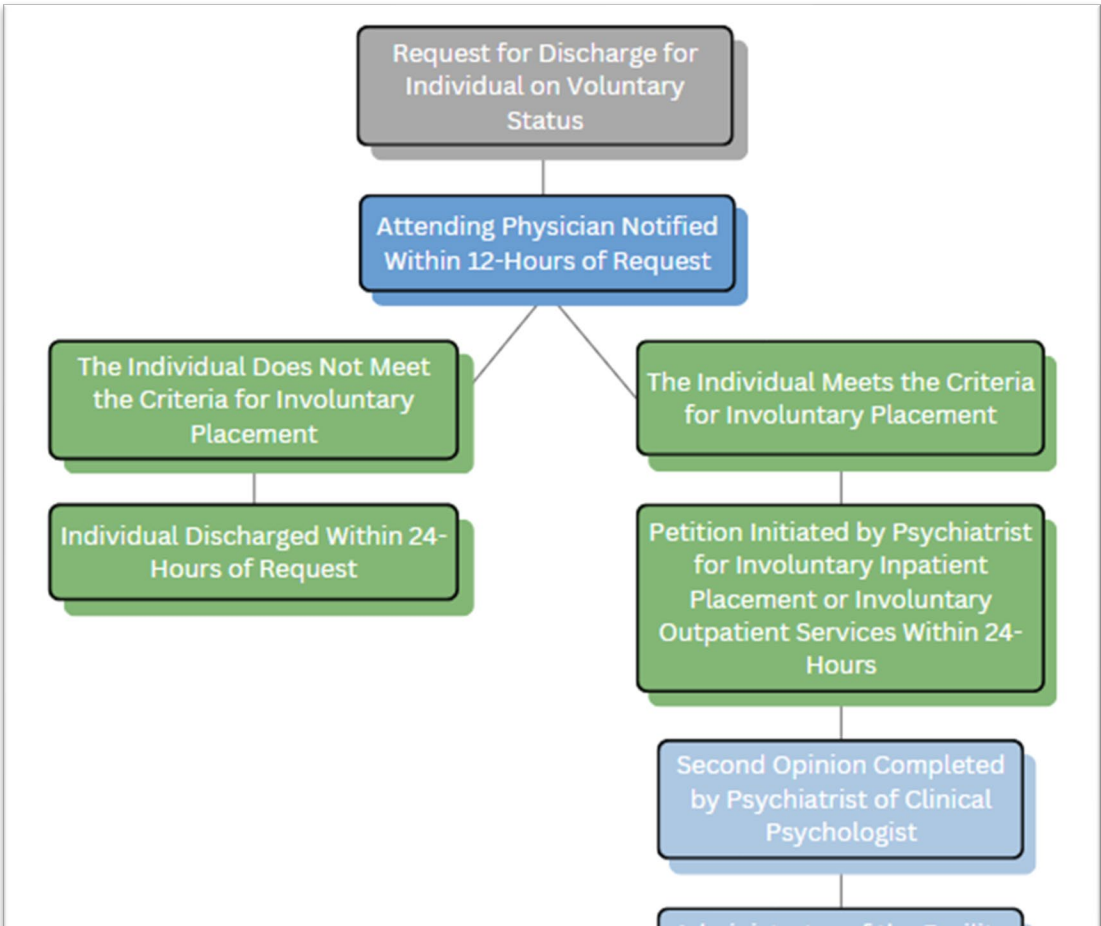 Request for Discharge for
Individual on Voluntary
Status
Attending Physician Notified
Within 12-Hours of Request
The Individual Does Not Meet
the Criteria for Involuntary
Placement
The Individual Meets the Criteria
for Involuntary Placement
Individual Discharged Within 24-
Hours of Request
Petition Initiated by Psychiatrist
for Involuntary Inpatient
Placement or Involuntary
Outpatient Services Within 24-
Hours
Second Opinion Completed
by Psychiatrist of Clinical
Psychologist